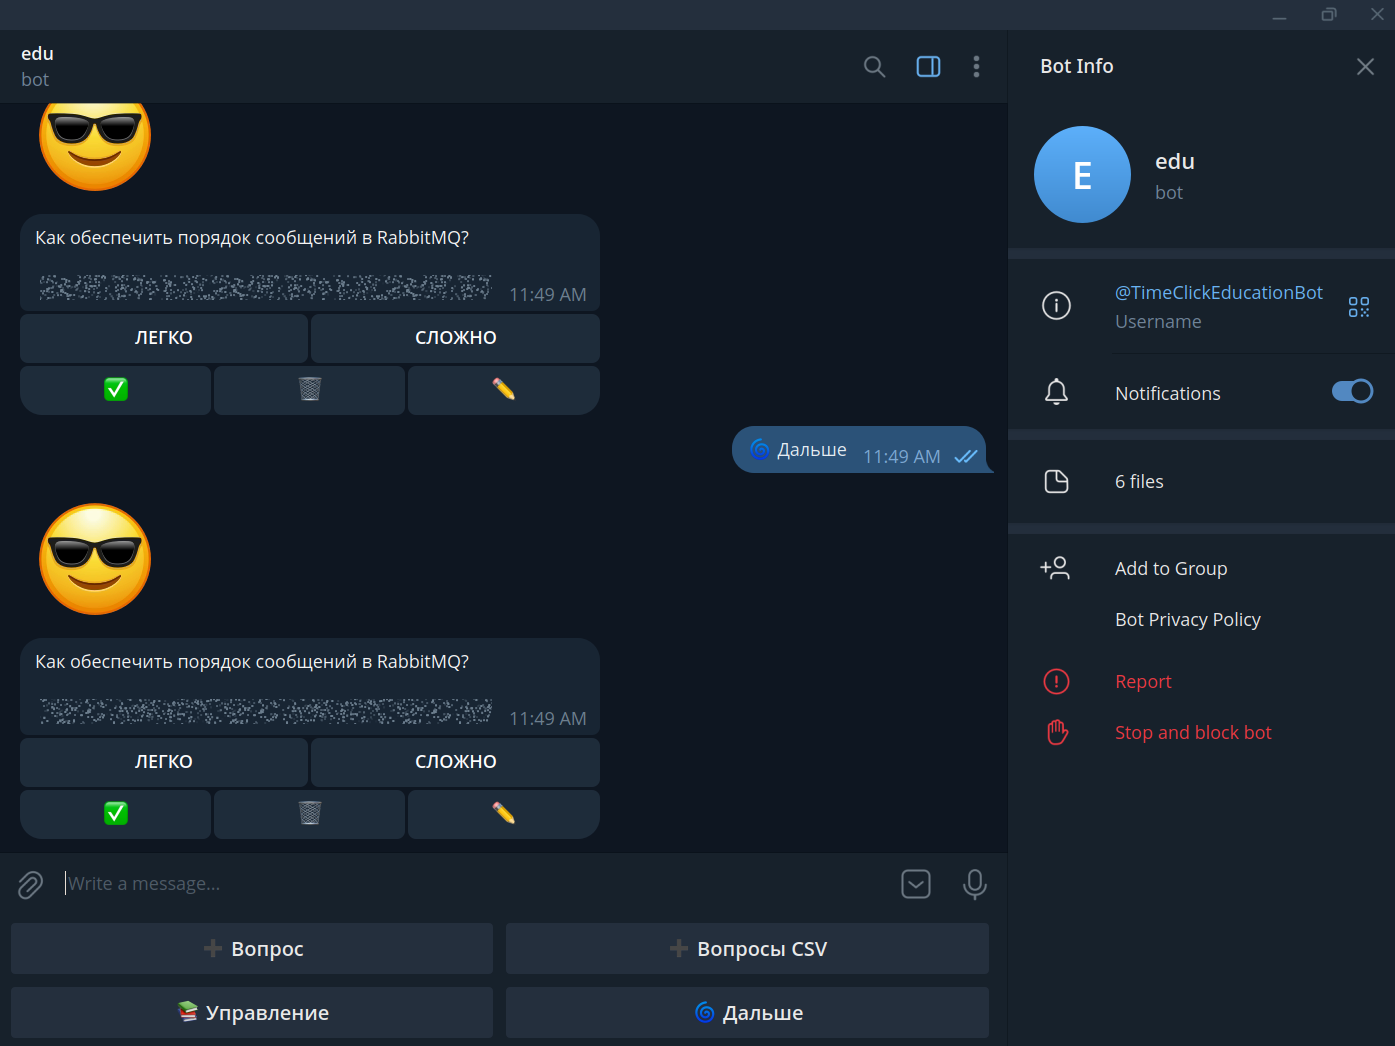 edu
bot
Как обеспечить порядок сообщений в RabbitMQ?
11:49 AM
ЛЕГКО
СЛОЖНО
Дальше 11:49 AM
Как обеспечить порядок сообщений в RabbitMQ?
11:49 AM
ЛЕГКО
СЛОЖНО
Write a message...
Вопрос
Вопросы CSV
Управление
Дальше
Bot Info
E
edu
bot
@TimeClickEducationBot
Username
Notifications
6 files
Add to Group
Bot Privacy Policy
Report
Stop and block bot